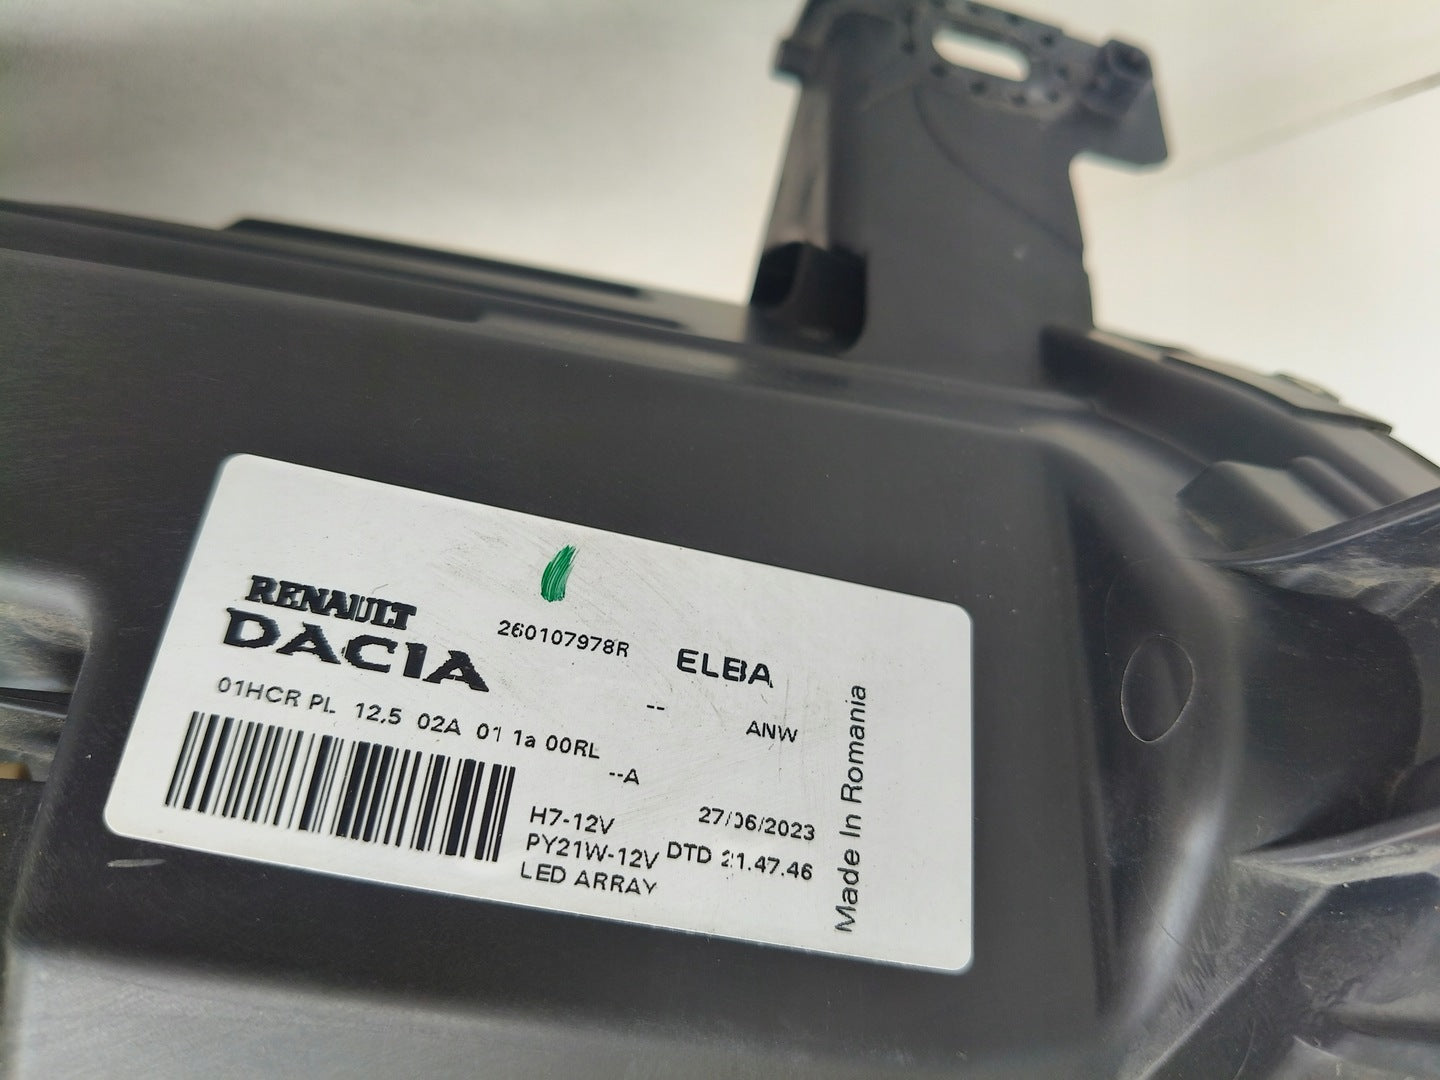 RENAULT
DACIA
260107978R
ELBA
01HCR PL 12,5 02A 01 1a 00RL
--
ANW
--A
H7-12V
27/06/2023
PY21W-12V
DTD 21.47.46
LED ARRAY
Made In Romania